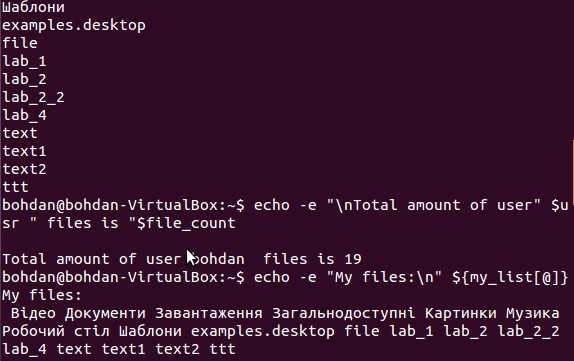 Шаблони
examples.desktop
file
lab_1
lab_2
lab_2_2
lab_4
text
text1
text2
ttt
bohdan@bohdan-VirtualBox:~$ echo -e "\nTotal amount of user" $u
sr " files is "$file_count

Total amount of user bohdan  files is 19
bohdan@bohdan-VirtualBox:~$ echo -e "My files:\n" ${my_list[@]}
My files:
 Відео Документи Завантаження Загальнодоступні Картинки Музика
Робочий стіл Шаблони examples.desktop file lab_1 lab_2 lab_2_2
lab_4 text text1 text2 ttt